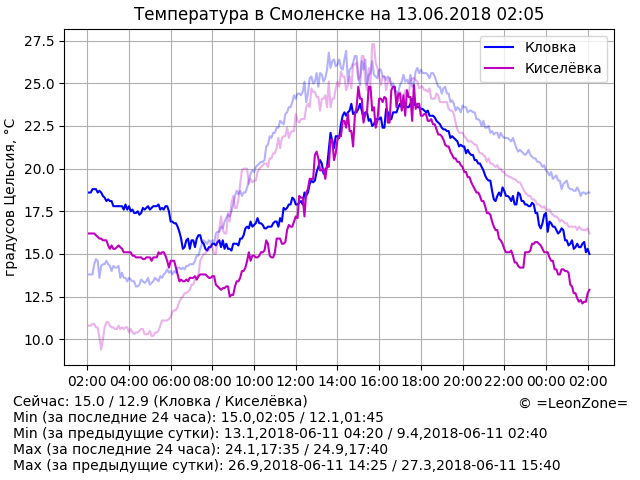 Температура в Смоленске на 13.06.2018 02:05
Кловка
Киселёвка
градусов Цельсия, °C
27.5
25.0
22.5
20.0
17.5
15.0
12.5
10.0
02:00 04:00 06:00 08:00 10:00 12:00 14:00 16:00 18:00 20:00 22:00 00:00 02:00
Сейчас: 15.0 / 12.9 (Кловка / Киселёвка)
© =LeonZone=
Min (за последние 24 часа): 15.0,02:05 / 12.1,01:45
Min (за предыдущие сутки): 13.1,2018-06-11 04:20 / 9.4,2018-06-11 02:40
Max (за последние 24 часа): 24.1,17:35 / 24.9,17:40
Max (за предыдущие сутки): 26.9,2018-06-11 14:25 / 27.3,2018-06-11 15:40